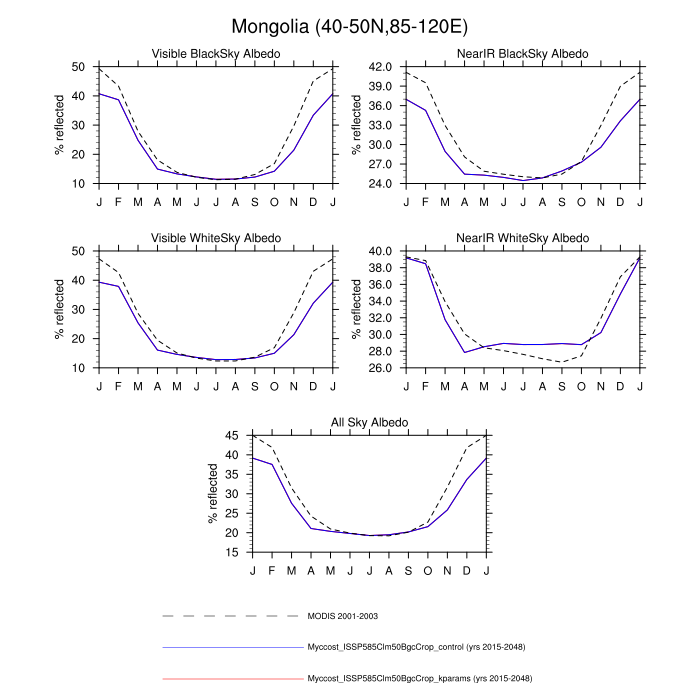 Mongolia (40-50N,85-120E)
Visible BlackSky Albedo
% reflected
50
40
30
20
10
J F M A M J J A S O N D J
NearIR BlackSky Albedo
% reflected
42.0
39.0
36.0
33.0
30.0
27.0
24.0
J F M A M J J A S O N D J
Visible WhiteSky Albedo
% reflected
50
40
30
20
10
J F M A M J J A S O N D J
NearIR WhiteSky Albedo
% reflected
40.0
38.0
36.0
34.0
32.0
30.0
28.0
26.0
J F M A M J J A S O N D J
All Sky Albedo
% reflected
45
40
35
30
25
20
15
J F M A M J J A S O N D J
MODIS 2001-2003
Myccost_ISSP585Clm50BgcCrop_control (yrs 2015-2048)
Myccost_ISSP585Clm50BgcCrop_kparams (yrs 2015-2048)